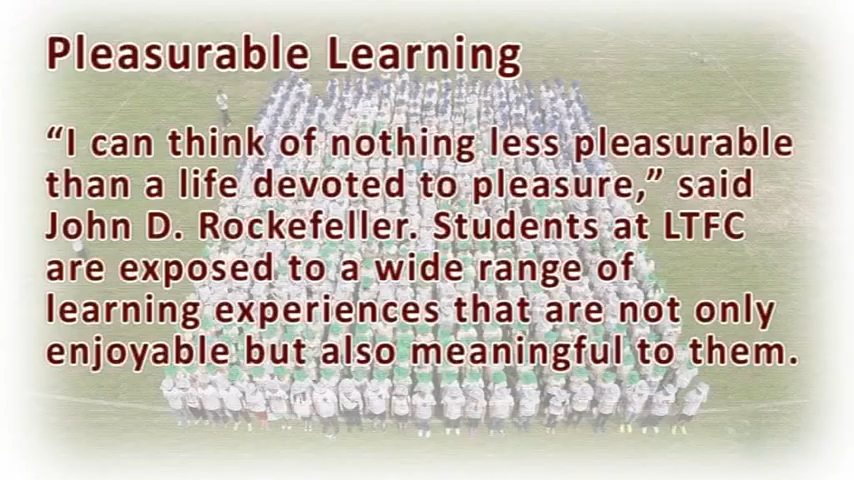 Pleasurable Learning
“I can think of nothing less pleasurable
than a life devoted to pleasure,” said
John D. Rockefeller. Students at LTFC
are exposed to a wide range of
learning experiences that are not only
enjoyable but also meaningful to them.